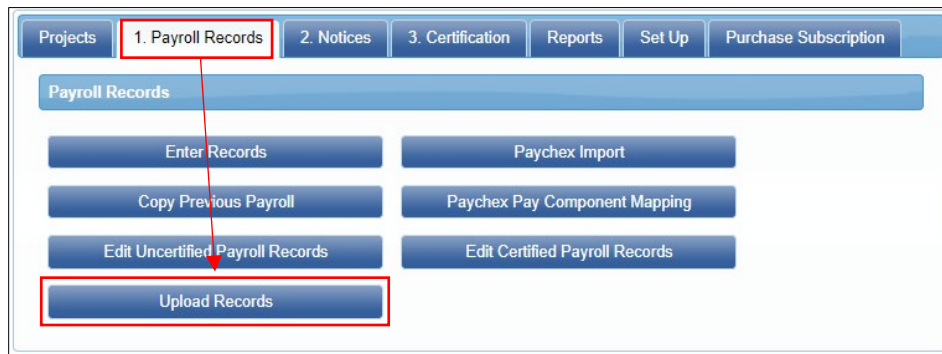 Projects
1. Payroll Records
2. Notices
3. Certification
Reports
Set Up
Purchase Subscription
Payroll Records
Enter Records
Paychex Import
Copy Previous Payroll
Paychex Pay Component Mapping
Edit Uncertified Payroll Records
Edit Certified Payroll Records
Upload Records